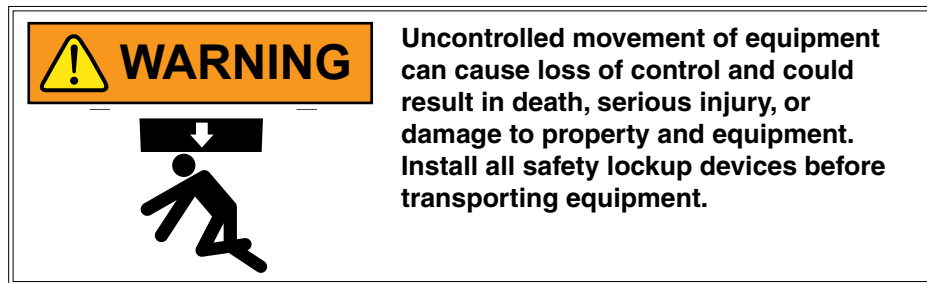 WARNING
Uncontrolled movement of equipment
can cause loss of control and could
result in death, serious injury, or
damage to property and equipment.
Install all safety lockup devices before
transporting equipment.